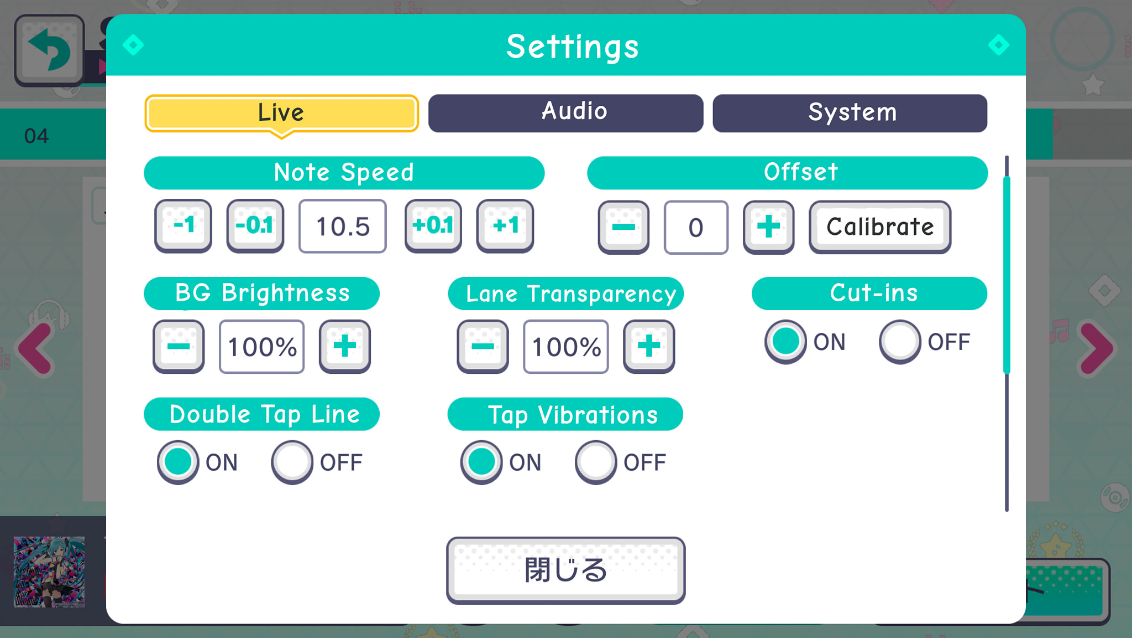 Settings
04
Live
Audio
System
Note Speed
Offset
-1
-0.1
10.5
+0.1
+1
−
0
+
Calibrate
BG Brightness
Lane Transparency
Cut-ins
−
100%
+
−
100%
+
ON
OFF
Double Tap Line
Tap Vibrations
ON
OFF
ON
OFF
閉じる